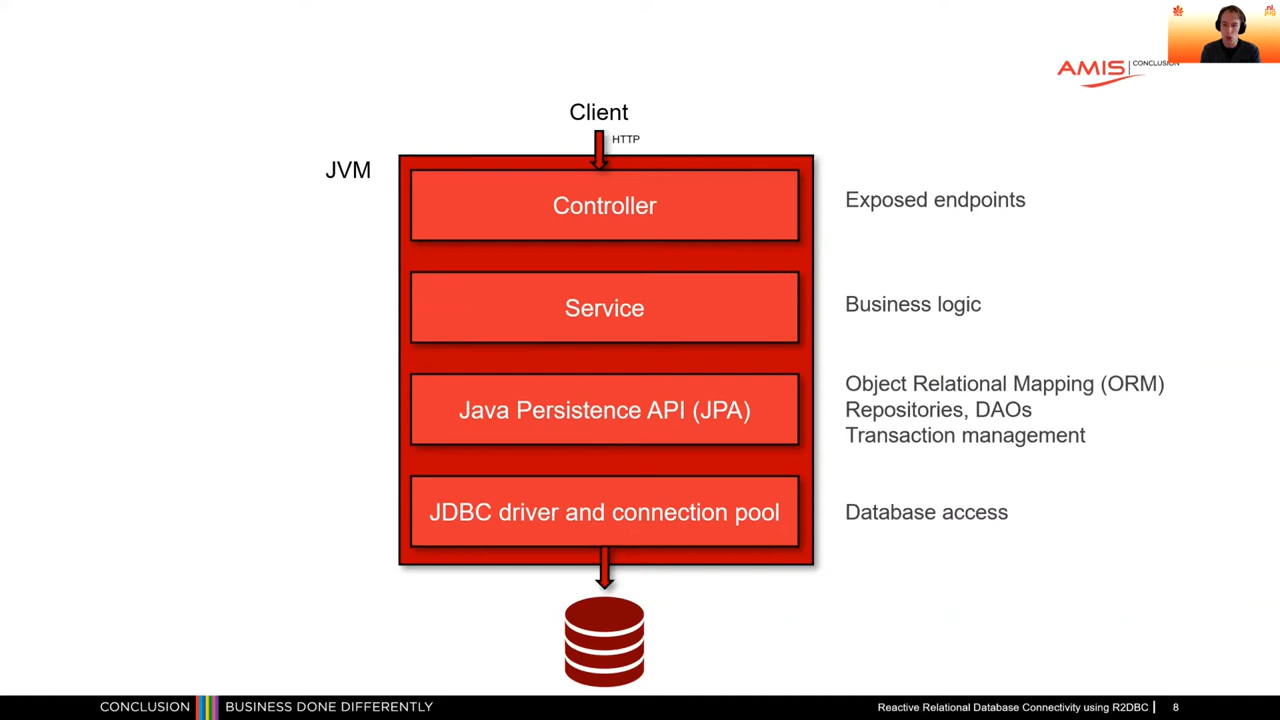 nl
jug
AMIS
CONCLUSION
Client
HTTP
JVM
Controller
Exposed endpoints
Service
Business logic
Java Persistence API (JPA)
Object Relational Mapping (ORM)
Repositories, DAOs
Transaction management
JDBC driver and connection pool
Database access
CONCLUSION
BUSINESS DONE DIFFERENTLY
Reactive Relational Database Connectivity using R2DBC
8